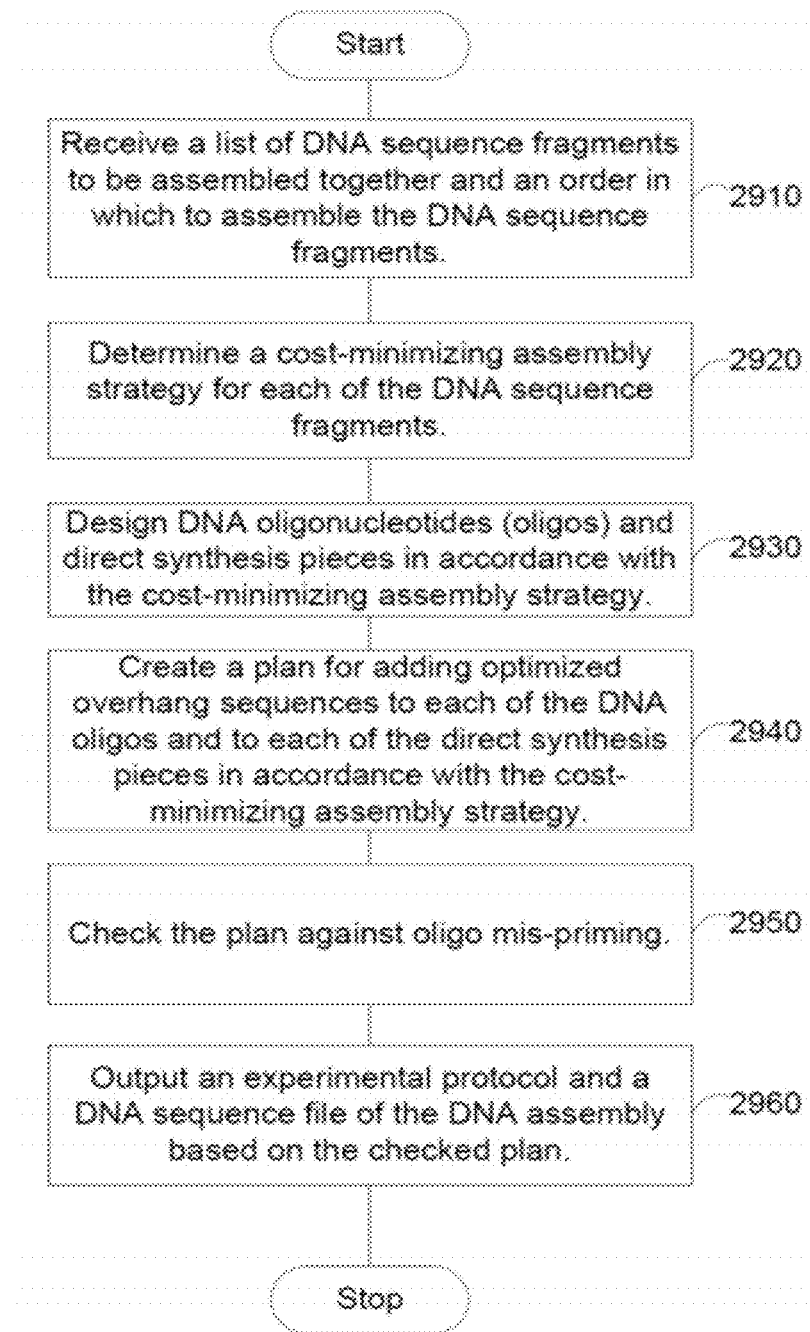 Start
Receive a list of DNA sequence fragments
to be assembled together and an order in
which to assemble the DNA sequence
fragments.
2910
Determine a cost-minimizing assembly
strategy for each of the DNA sequence
fragments.
2920
Design DNA oligonucleotides (oligos) and
direct synthesis pieces in accordance with
the cost-minimizing assembly strategy.
2930
Create a plan for adding optimized
overhang sequences to each of the DNA
oligos and to each of the direct synthesis
pieces in accordance with the cost-
minimizing assembly strategy.
2940
Check the plan against oligo mis-priming.
2950
Output an experimental protocol and a
DNA sequence file of the DNA assembly
based on the checked plan.
2960
Stop